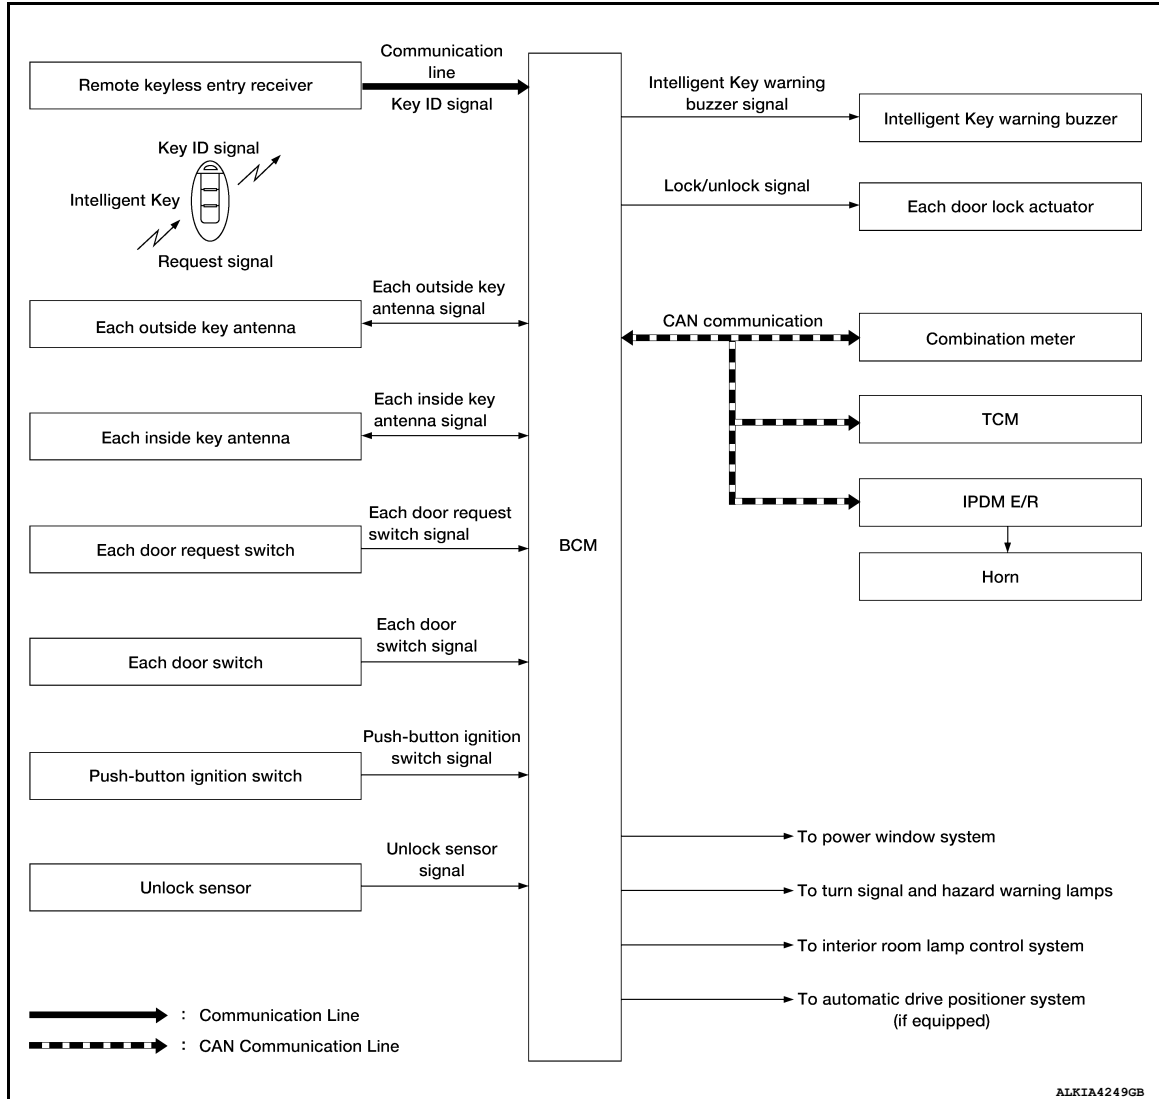 Remote keyless entry receiver
Communication
line
Key ID signal
Key ID signal
Intelligent Key
Request signal
Each outside key antenna
Each outside key
antenna signal
Each inside key antenna
Each inside key
antenna signal
Each door request switch
Each door request
switch signal
Each door switch
Each door
switch signal
Push-button ignition switch
Push-button ignition
switch signal
Unlock sensor
Unlock sensor
signal
BCM
Intelligent Key warning
buzzer signal
Intelligent Key warning buzzer
Lock/unlock signal
Each door lock actuator
CAN communication
Combination meter
TCM
IPDM E/R
Horn
To power window system
To turn signal and hazard warning lamps
To interior room lamp control system
To automatic drive positioner system
(if equipped)
: Communication Line
: CAN Communication Line
ALKIA4249GB